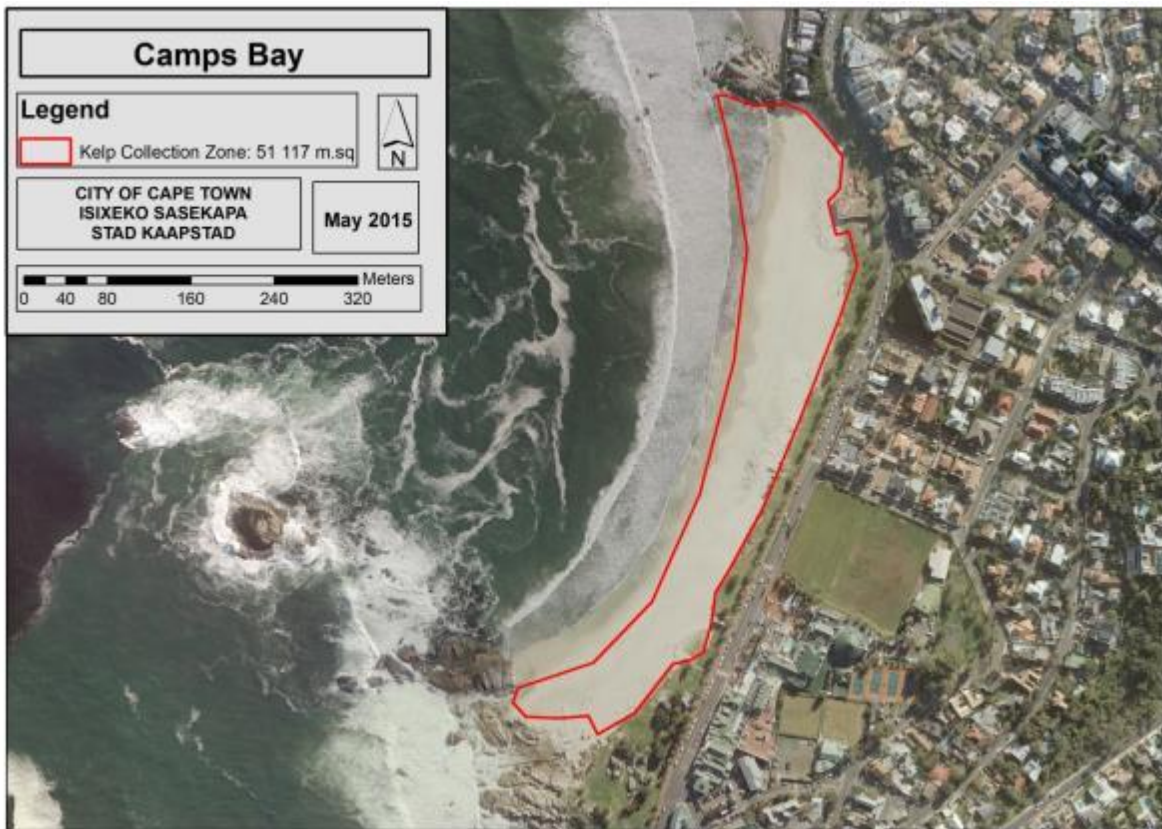 Camps Bay
Legend
Kelp Collection Zone: 51 117 m.sq
N
CITY OF CAPE TOWN
ISIXEKO SASEKAPA
STAD KAAPSTAD
May 2015
Meters
0 40 80 160 240 320